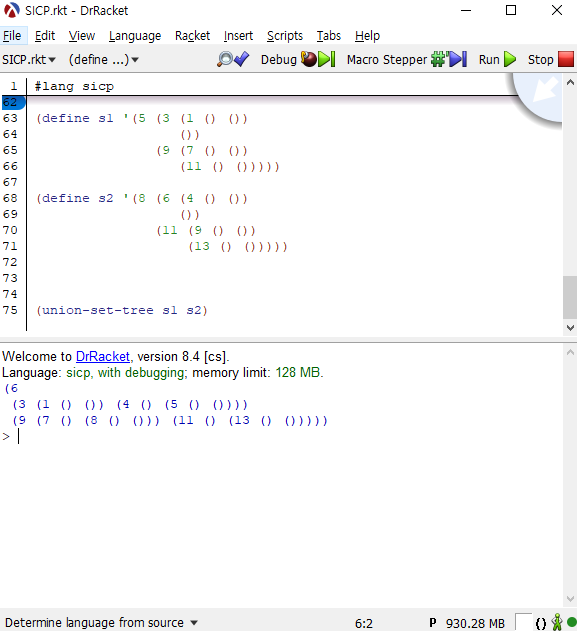 SICP.rkt - DrRacket
File Edit View Language Racket Insert Scripts Tabs Help
SICP.rkt▾ (define ...)▾ Debug Macro Stepper Run Stop
1 #lang sicp
62
63 (define s1 '(5 (3 (1 () ())
64 ())
65 (9 (7 () ())
66 (11 () ()))))
67
68 (define s2 '(8 (6 (4 () ())
69 ())
70 (11 (9 () ())
71 (13 () ()))))
72
73
74
75 (union-set-tree s1 s2)
Welcome to DrRacket, version 8.4 [cs].
Language: sicp, with debugging; memory limit: 128 MB.
(6
(3 (1 () ()) (4 () (5 () ())))
(9 (7 () (8 () ())) (11 () (13 () ()))))
>
Determine language from source ▾ 6:2 P 930.28 MB ()